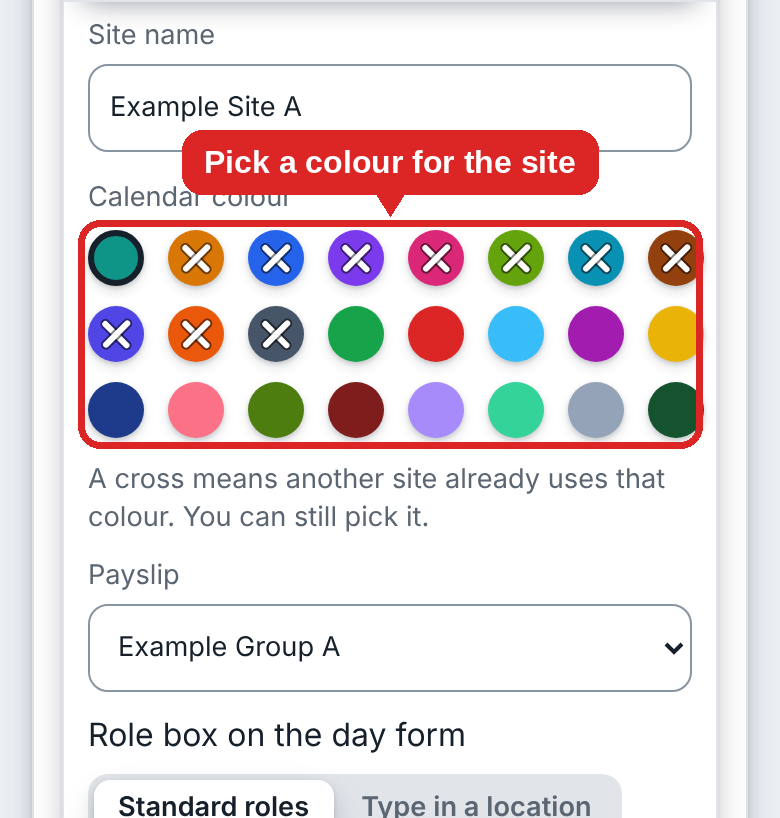 Site name
Example Site A
Pick a colour for the site
Calendar colour
A cross means another site already uses that
colour. You can still pick it.
Payslip
Example Group A
Role box on the day form
Standard roles
Type in a location